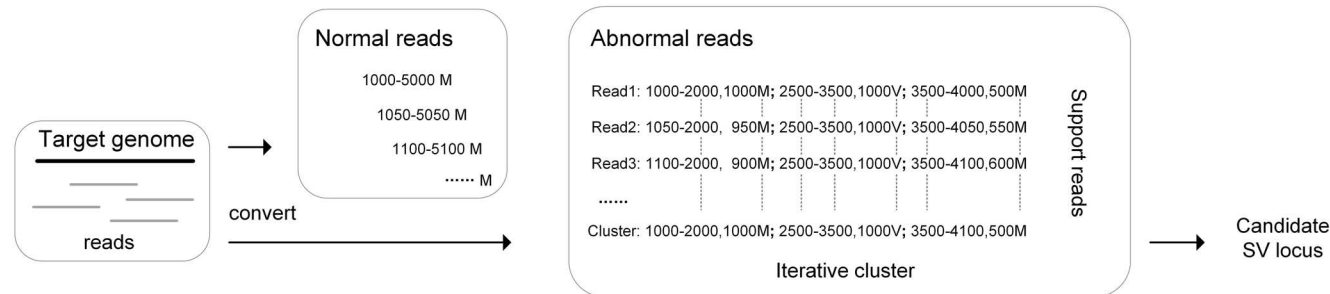 Target genome
reads
convert
Normal reads
1000-5000 M
1050-5050 M
1100-5100 M
...... M
Abnormal reads
Read1: 1000-2000,1000M; 2500-3500,1000V; 3500-4000,500M
Read2: 1050-2000, 950M; 2500-3500,1000V; 3500-4050,550M
Read3: 1100-2000, 900M; 2500-3500,1000V; 3500-4100,600M
......
Cluster: 1000-2000,1000M; 2500-3500,1000V; 3500-4100,500M
Iterative cluster
Support reads
Candidate
SV locus